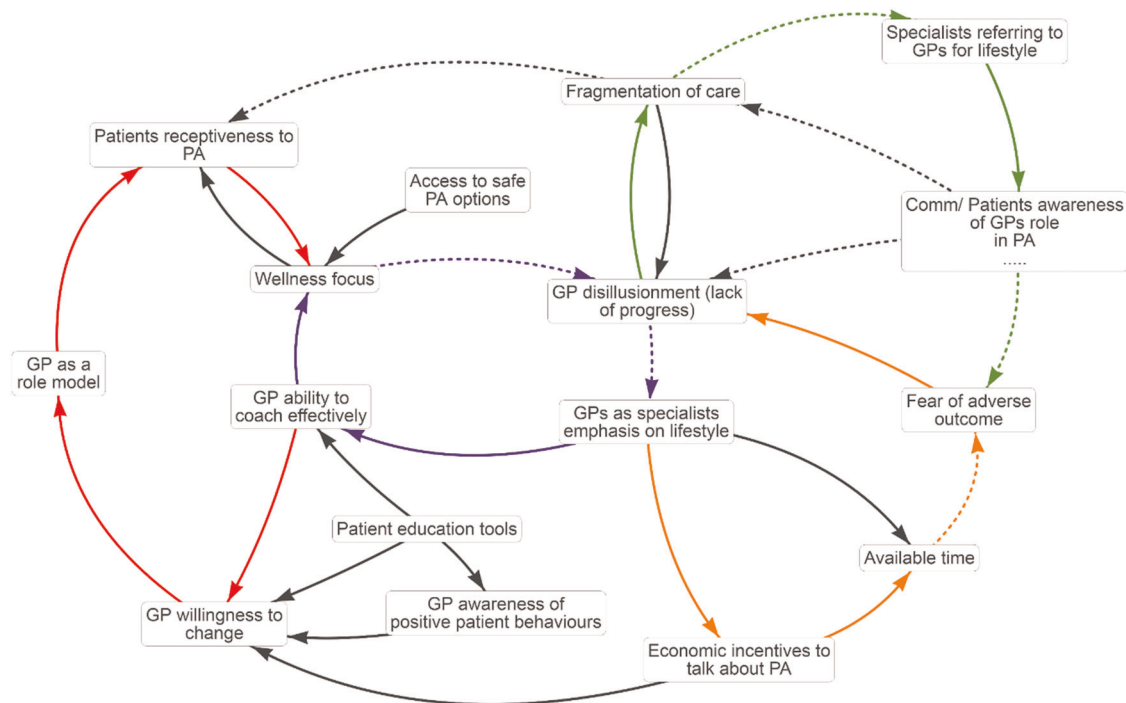 Specialists referring to
GPs for lifestyle
Fragmentation of care
Patients receptiveness to
PA
Access to safe
PA options
Comm/ Patients awareness
of GPs role
in PA
.....
Wellness focus
GP disillusionment (lack
of progress)
GP as a
role model
GP ability to
coach effectively
GPs as specialists
emphasis on lifestyle
Fear of adverse
outcome
Patient education tools
Available time
GP willingness to
change
GP awareness of
positive patient behaviours
Economic incentives to
talk about PA